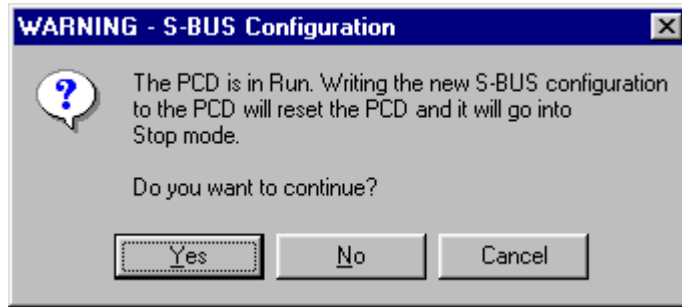 WARNING - S-BUS Configuration
The PCD is in Run. Writing the new S-BUS configuration
to the PCD will reset the PCD and it will go into
Stop mode.
Do you want to continue?
Yes No Cancel